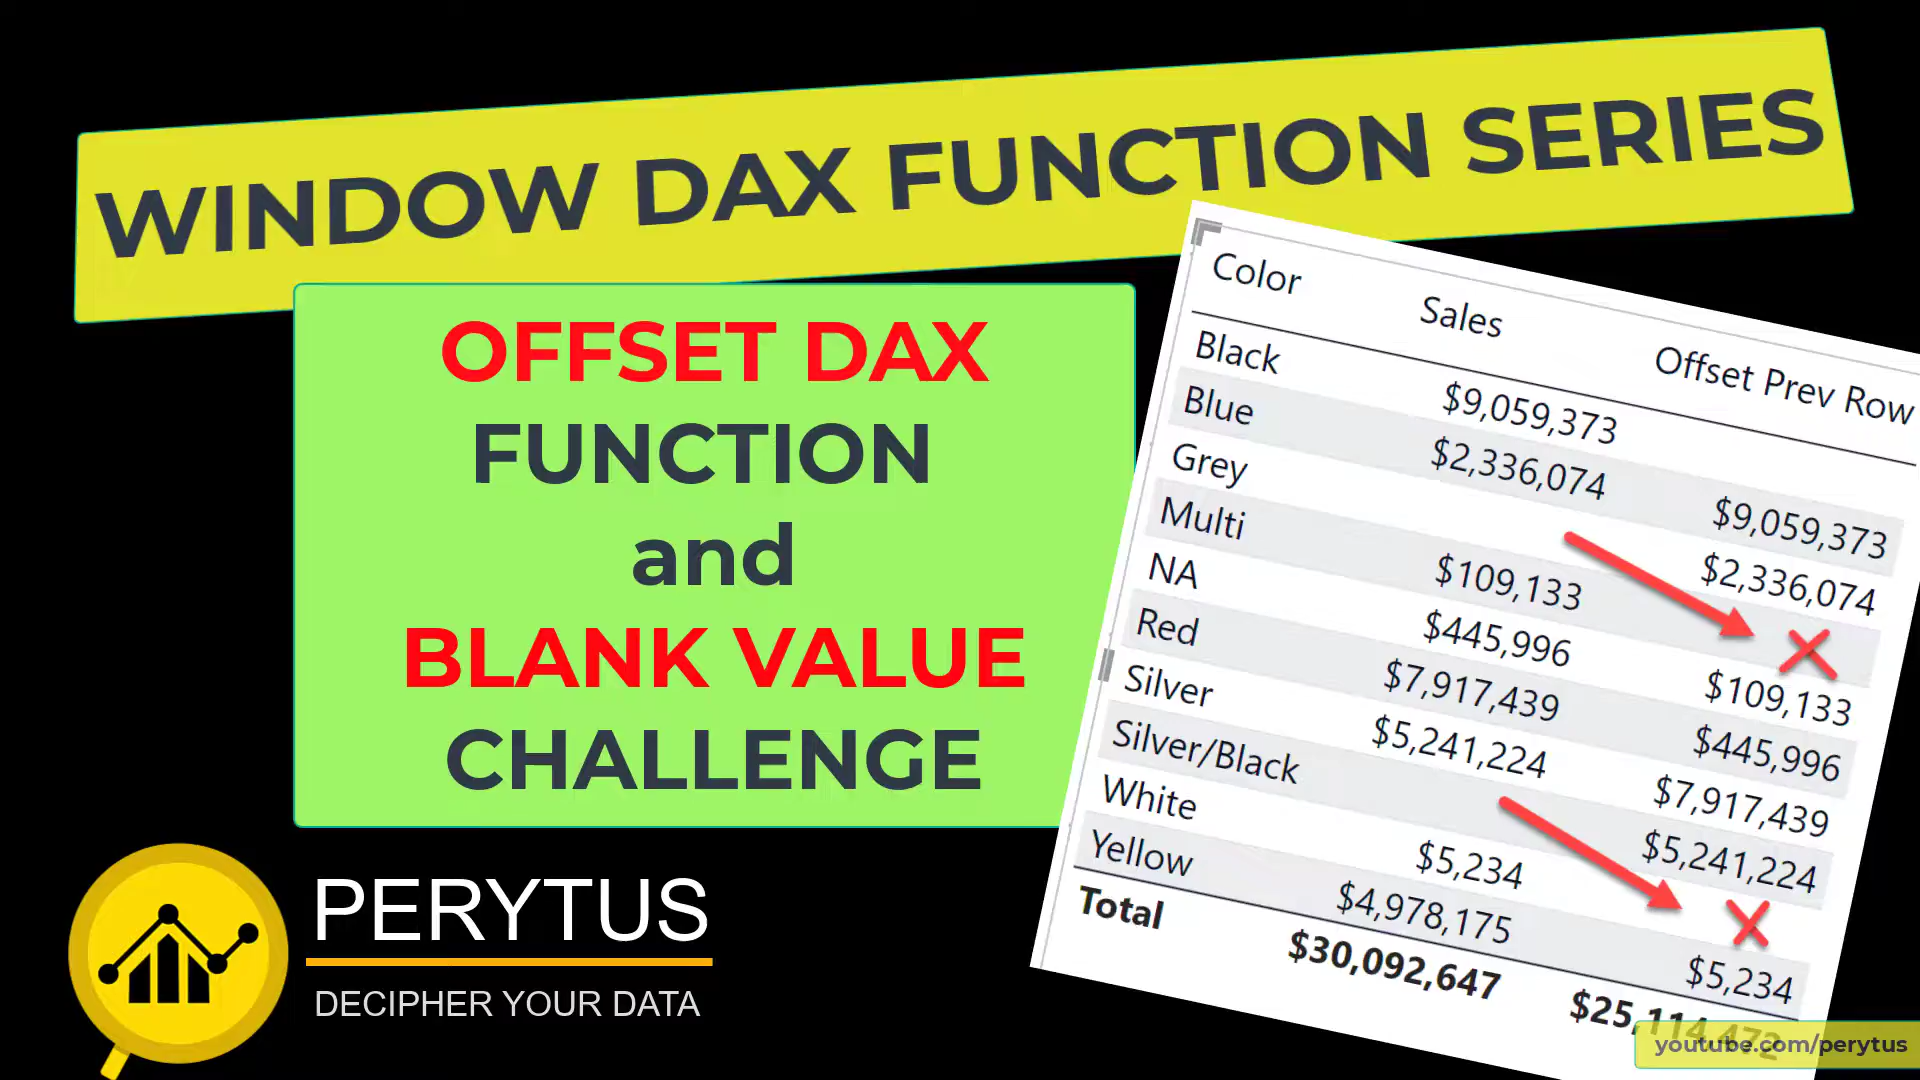 WINDOW DAX FUNCTION SERIES
OFFSET DAX
FUNCTION
and
BLANK VALUE
CHALLENGE
Color Sales Offset Prev Row
Black $9,059,373
Blue $2,336,074 $9,059,373
Grey $2,336,074
Multi $109,133
NA $445,996 $109,133
Red $7,917,439 $445,996
Silver $5,241,224 $7,917,439
Silver/Black $5,241,224
White $5,234
Yellow $4,978,175 $5,234
Total $30,092,647 $25,114,472
PERYTUS
DECIPHER YOUR DATA
youtube.com/perytus